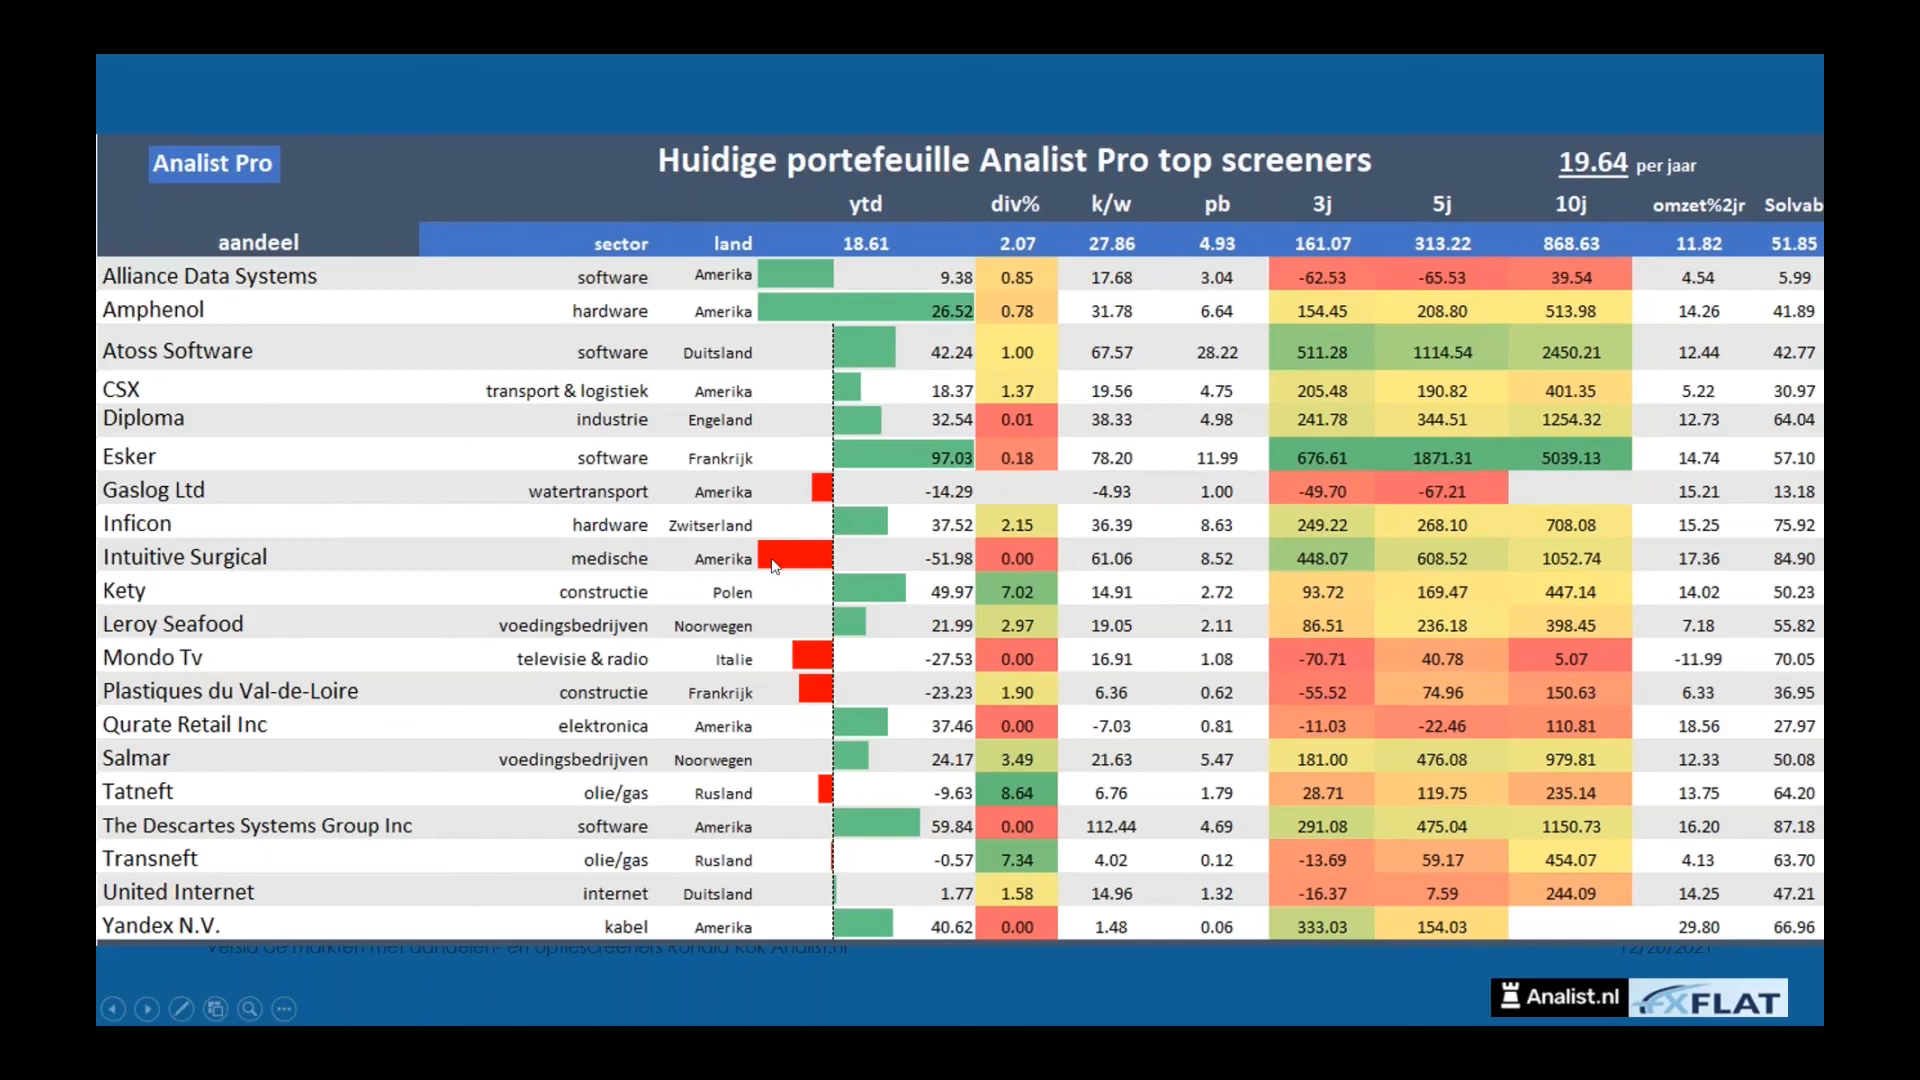 Analist Pro Huidige portefeuille Analist Pro top screeners 19.64 per jaar
ytd div% k/w pb 3j 5j 10j omzet%2jr Solvab
aandeel sector land 18.61 2.07 27.86 4.93 161.07 313.22 868.63 11.82 51.85
Alliance Data Systems software Amerika 9.38 0.85 17.68 3.04 -62.53 -65.53 39.54 4.54 5.99
Amphenol hardware Amerika 26.52 0.78 31.78 6.64 154.45 208.80 513.98 14.26 41.89
Atoss Software software Duitsland 42.24 1.00 67.57 28.22 511.28 1114.54 2450.21 12.44 42.77
CSX transport & logistiek Amerika 18.37 1.37 19.56 4.75 205.48 190.82 401.35 5.22 30.97
Diploma industrie Engeland 32.54 0.01 38.33 4.98 241.78 344.51 1254.32 12.73 64.04
Esker software Frankrijk 97.03 0.18 78.20 11.99 676.61 1871.31 5039.13 14.74 57.10
Gaslog Ltd watertransport Amerika -14.29 -4.93 1.00 -49.70 -67.21 15.21 13.18
Inficon hardware Zwitserland 37.52 2.15 36.39 8.63 249.22 268.10 708.08 15.25 75.92
Intuitive Surgical medische Amerika -51.98 0.00 61.06 8.52 448.07 608.52 1052.74 17.36 84.90
Kety constructie Polen 49.97 7.02 14.91 2.72 93.72 169.47 447.14 14.02 50.23
Leroy Seafood voedingsbedrijven Noorwegen 21.99 2.97 19.05 2.11 86.51 236.18 398.45 7.18 55.82
Mondo Tv televisie & radio Italie -27.53 0.00 16.91 1.08 -70.71 40.78 5.07 -11.99 70.05
Plastiques du Val-de-Loire constructie Frankrijk -23.23 1.90 6.36 0.62 -55.52 74.96 150.63 6.33 36.95
Qurate Retail Inc elektronica Amerika 37.46 0.00 -7.03 0.81 -11.03 -22.46 110.81 18.56 27.97
Salmar voedingsbedrijven Noorwegen 24.17 3.49 21.63 5.47 181.00 476.08 979.81 12.33 50.08
Tatneft olie/gas Rusland -9.63 8.64 6.76 1.79 28.71 119.75 235.14 13.75 64.20
The Descartes Systems Group Inc software Amerika 59.84 0.00 112.44 4.69 291.08 475.04 1150.73 16.20 87.18
Transneft olie/gas Rusland -0.57 7.34 4.02 0.12 -13.69 59.17 454.07 4.13 63.70
United Internet internet Duitsland 1.77 1.58 14.96 1.32 -16.37 7.59 244.09 14.25 47.21
Yandex N.V. kabel Amerika 40.62 0.00 1.48 0.06 333.03 154.03 29.80 66.96
Versla de markten met aandelen- en optiescreeners Ronald Kok Analist.nl 12/20/2021
Analist.nl FXFLAT